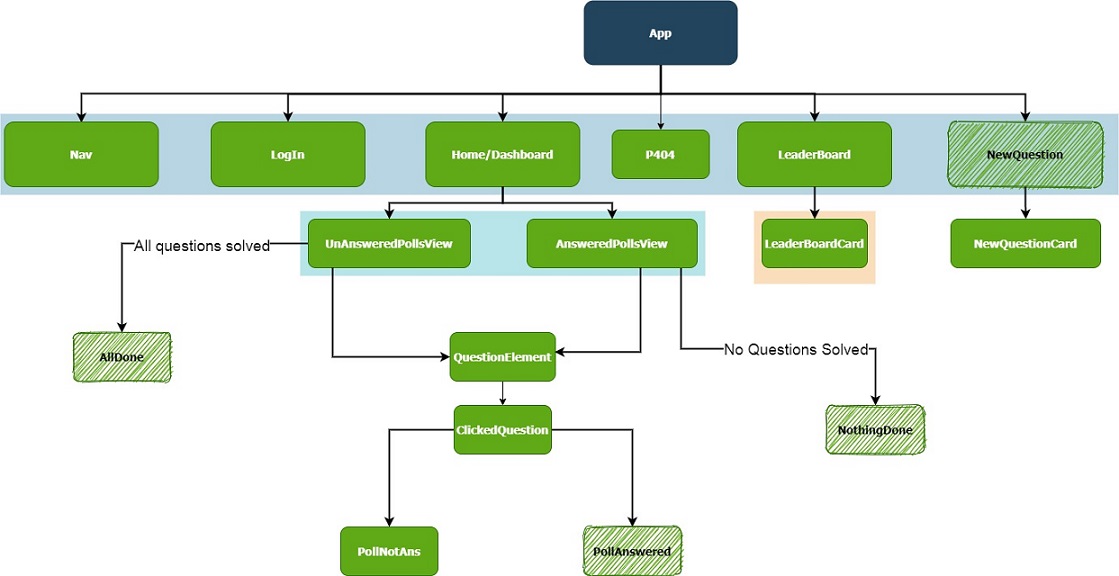 App
Nav
LogIn
Home/Dashboard
P404
LeaderBoard
NewQuestion
UnAnsweredPollsView
AnsweredPollsView
LeaderBoardCard
NewQuestionCard
All questions solved
AllDone
QuestionElement
No Questions Solved
ClickedQuestion
NothingDone
PollNotAns
PollAnswered